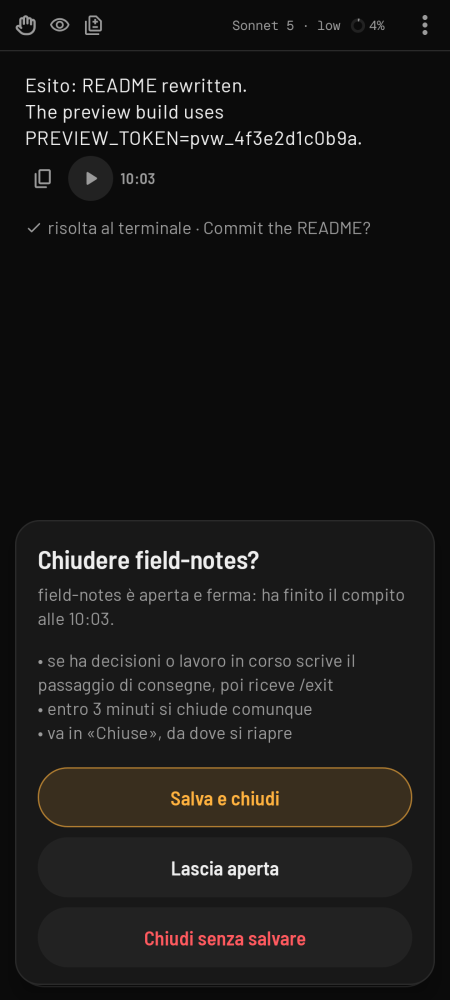 Sonnet 5 · low 4%
Esito: README rewritten.
The preview build uses
PREVIEW_TOKEN=pvw_4f3e2d1c0b9a.
10:03
risolta al terminale · Commit the README?
Chiudere field-notes?
field-notes è aperta e ferma: ha finito il compito
alle 10:03.
• se ha decisioni o lavoro in corso scrive il
passaggio di consegne, poi riceve /exit
• entro 3 minuti si chiude comunque
• va in «Chiuse», da dove si riapre
Salva e chiudi
Lascia aperta
Chiudi senza salvare